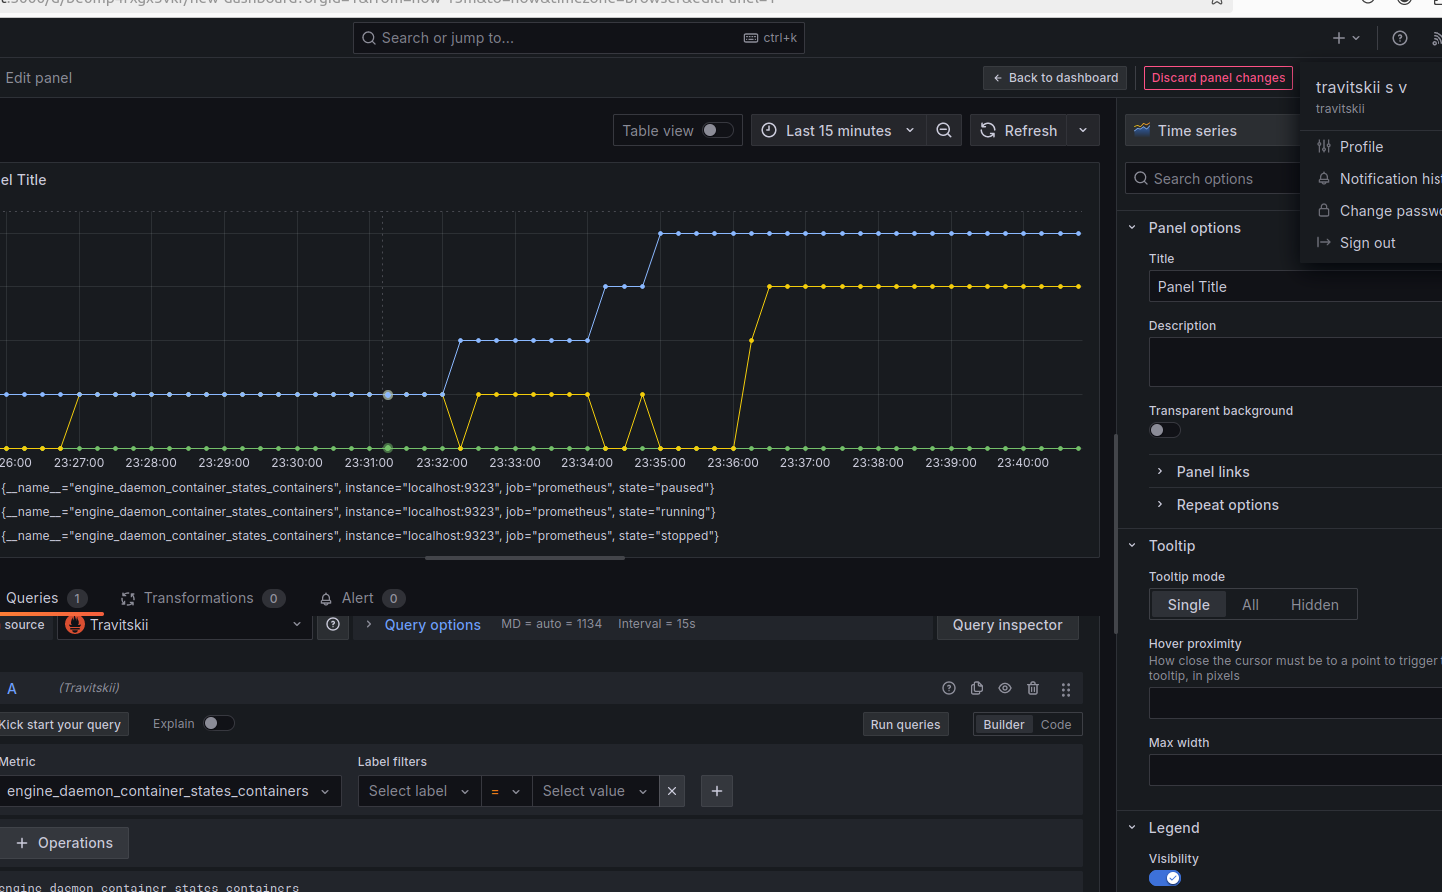 Search or jump to...
ctrl+k
Edit panel
Back to dashboard
Discard panel changes
travitskii s v
travitskii
Profile
Notification his
Change passwo
Sign out
Table view
Last 15 minutes
Refresh
Time series
Search options
el Title
Panel options
Title
Panel Title
Description
Transparent background
Panel links
Repeat options
26:00 23:27:00 23:28:00 23:29:00 23:30:00 23:31:00 23:32:00 23:33:00 23:34:00 23:35:00 23:36:00 23:37:00 23:38:00 23:39:00 23:40:00
{__name__="engine_daemon_container_states_containers", instance="localhost:9323", job="prometheus", state="paused"}
{__name__="engine_daemon_container_states_containers", instance="localhost:9323", job="prometheus", state="running"}
{__name__="engine_daemon_container_states_containers", instance="localhost:9323", job="prometheus", state="stopped"}
Tooltip
Tooltip mode
Single All Hidden
Hover proximity
How close the cursor must be to a point to trigger
tooltip, in pixels
Max width
Legend
Visibility
Queries 1 Transformations 0 Alert 0
source Travitskii Query options MD = auto = 1134 Interval = 15s Query inspector
A (Travitskii)
Kick start your query Explain Run queries Builder Code
Metric Label filters
engine_daemon_container_states_containers Select label = Select value
+ Operations
engine_daemon_container_states_containers